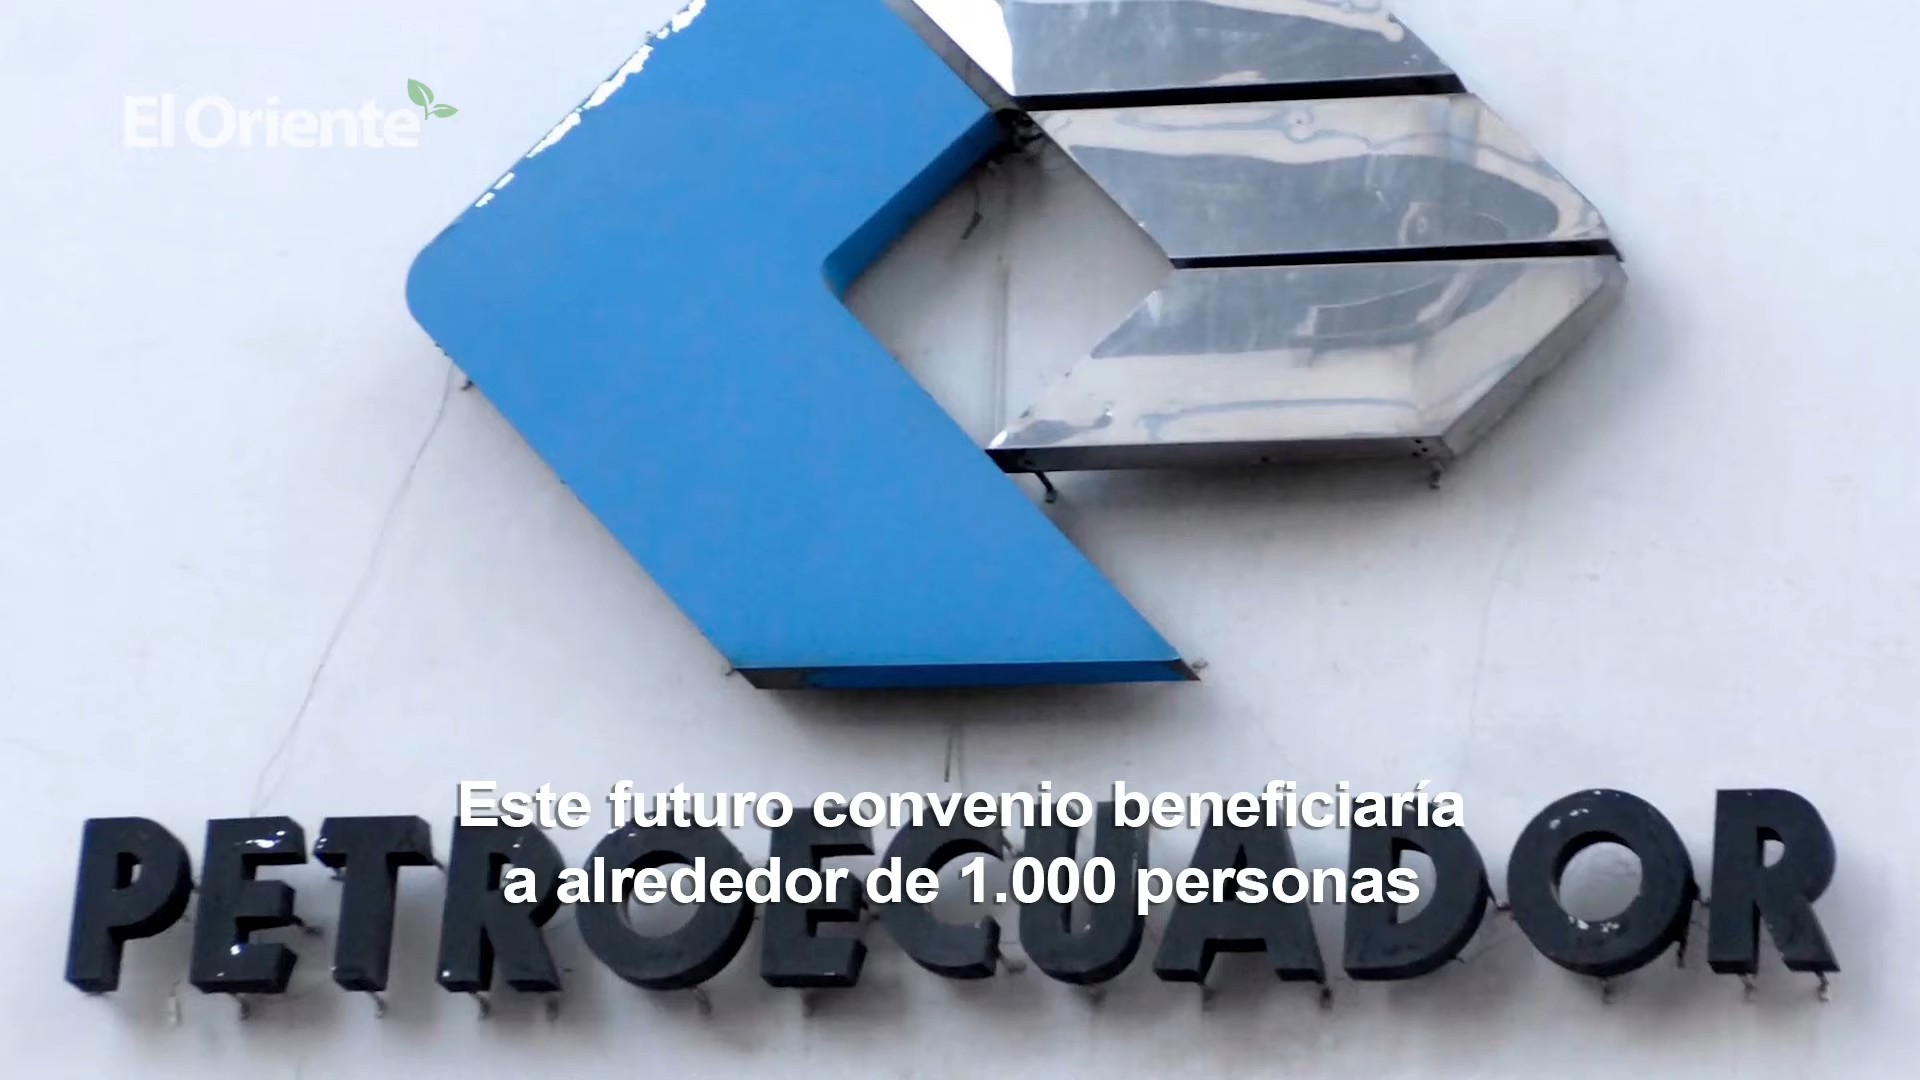 El Oriente
Este futuro convenio beneficiaría
a alrededor de 1.000 personas
PETROECUADOR